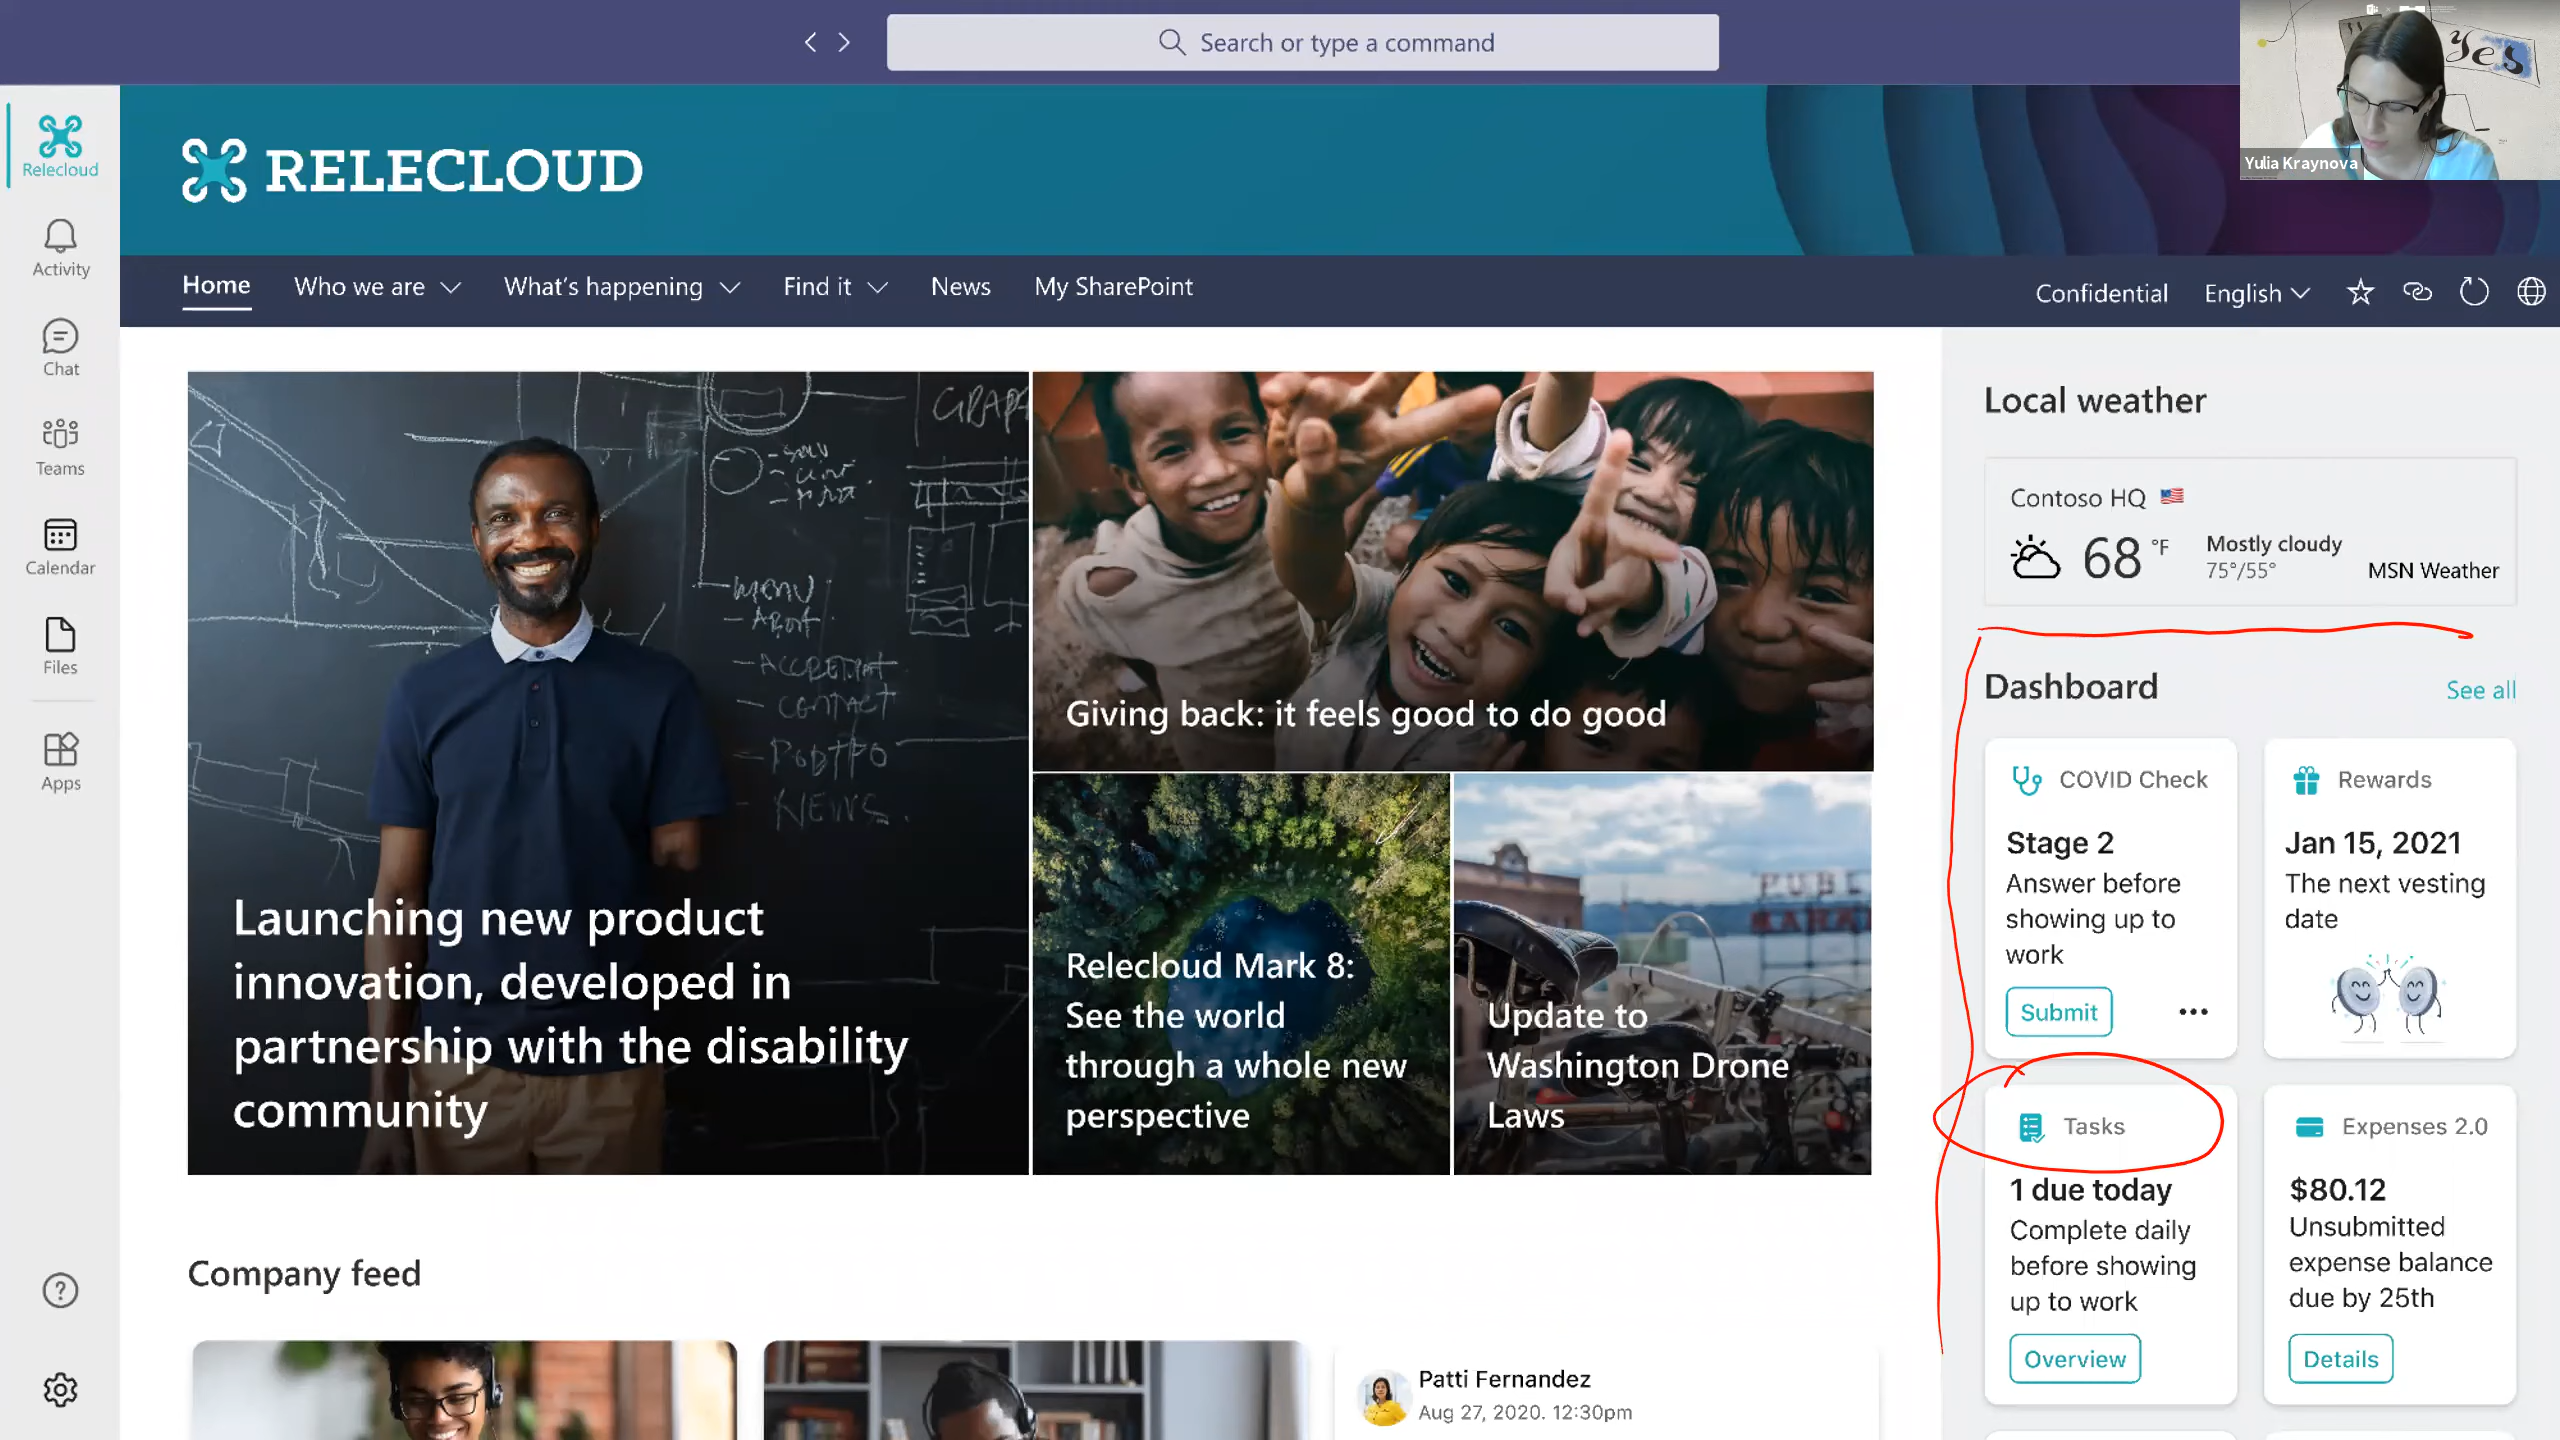 Search or type a command
Yes
Yulia Kraynova
Relecloud
RELECLOUD
Activity
Home
Who we are
What's happening
Find it
News
My SharePoint
Confidential
English
Chat
Teams
Calendar
Files
Apps
MENU
CONTACT
NEWS
Launching new product
innovation, developed in
partnership with the disability
community
Giving back: it feels good to do good
Relecloud Mark 8:
See the world
through a whole new
perspective
Update to
Washington Drone
Laws
Local weather
Contoso HQ
68 °F
Mostly cloudy
75°/55°
MSN Weather
Dashboard
See all
COVID Check
Stage 2
Answer before
showing up to
work
Submit
Rewards
Jan 15, 2021
The next vesting
date
Tasks
1 due today
Complete daily
before showing
up to work
Overview
Expenses 2.0
$80.12
Unsubmitted
expense balance
due by 25th
Details
Company feed
Patti Fernandez
Aug 27, 2020. 12:30pm